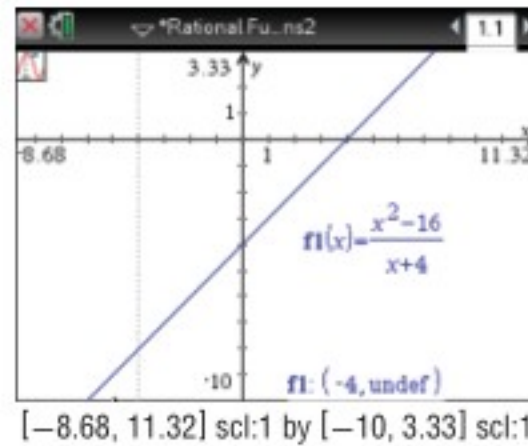 *Rational Fu...ns2
1.1
3.33 y
1
x
-8.68
1
11.32
f1(x)=x²-16/x+4
-10
f1: (-4,undef)
[−8.68, 11.32] scl:1 by [−10, 3.33] scl:1